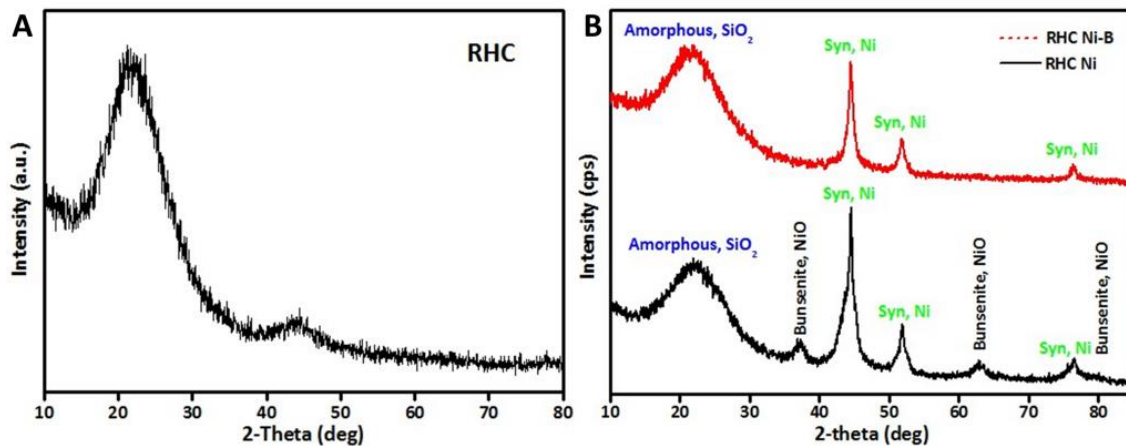 A
RHC
Intensity (a.u.)
10 20 30 40 50 60 70 80
2-Theta (deg)
B
Amorphous, SiO₂
Syn, Ni
Syn, Ni
Syn, Ni
RHC Ni-B
RHC Ni
Intensity (cps)
Amorphous, SiO₂
Bunsenite, NiO
Syn, Ni
Syn, Ni
Bunsenite, NiO
Syn, Ni
Bunsenite, NiO
10 20 30 40 50 60 70 80
2-theta (deg)